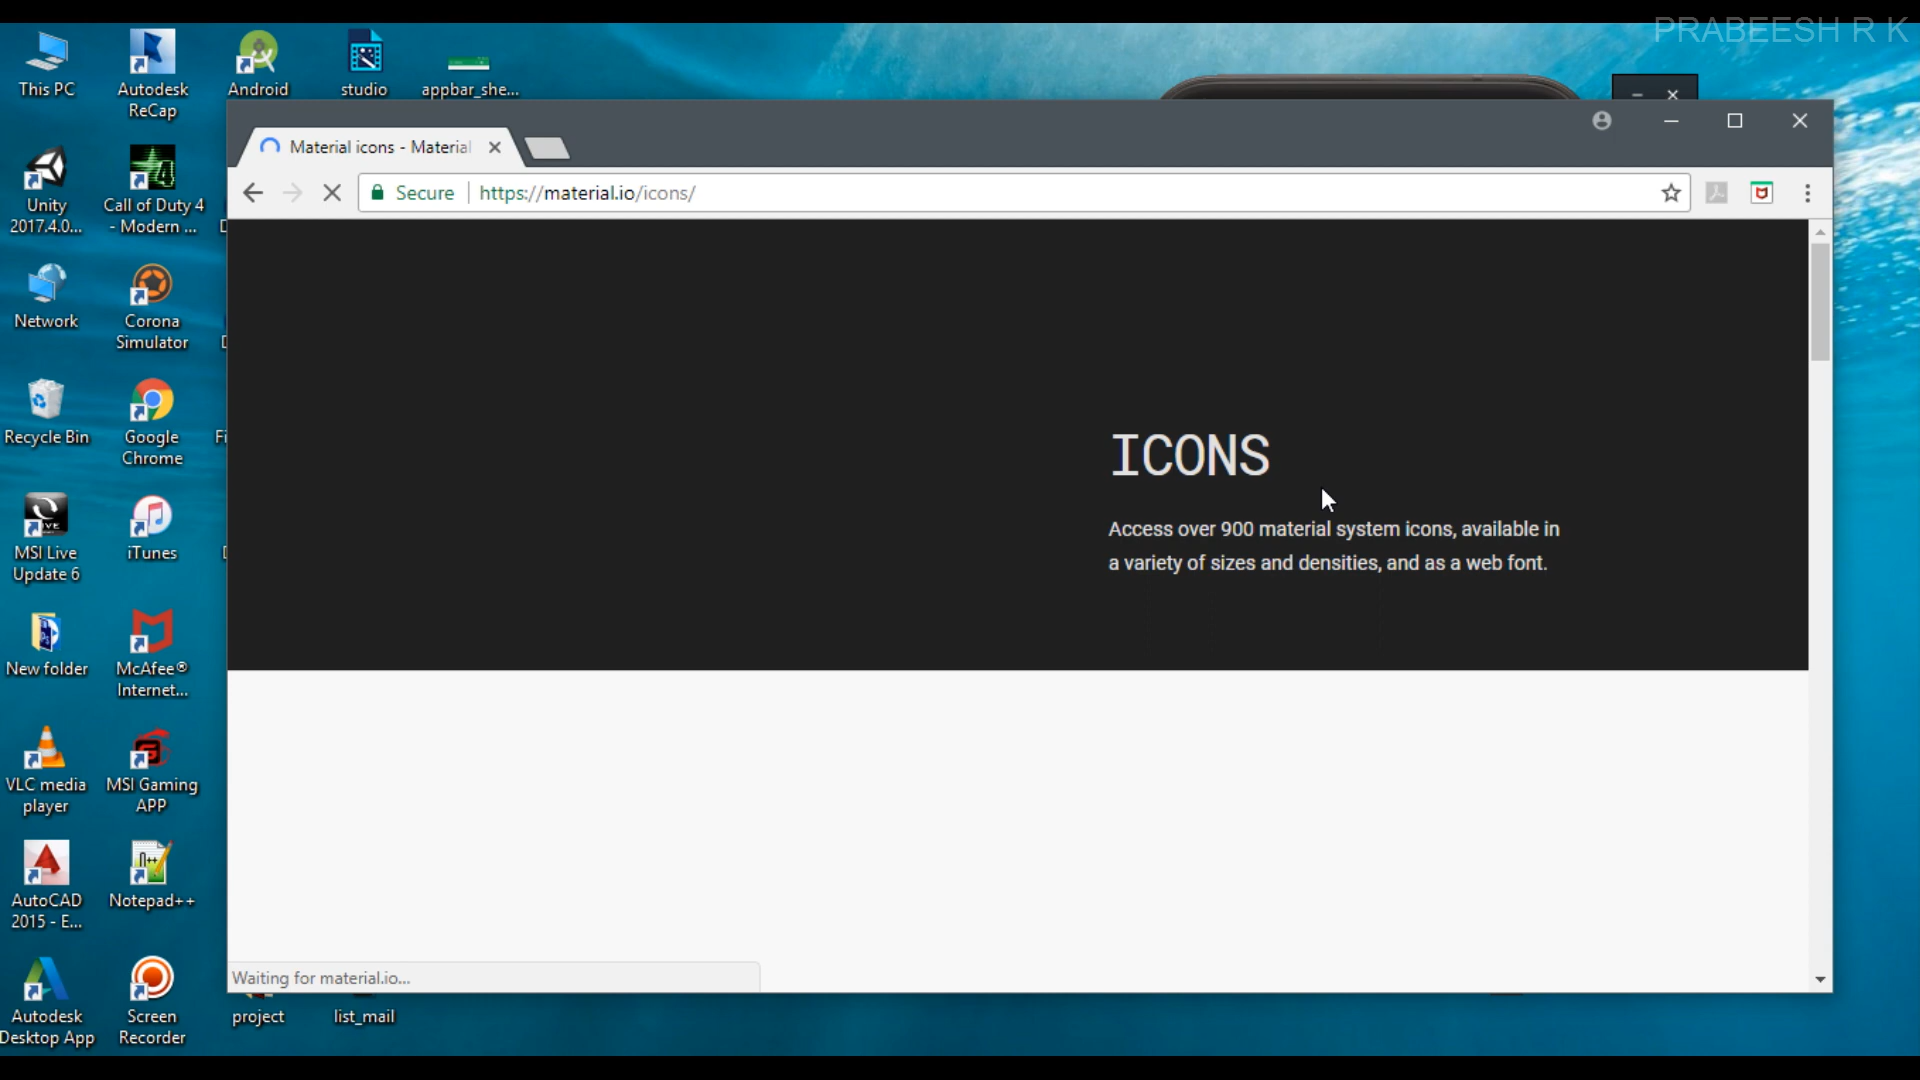 PRABEESH R K
This PC
Autodesk
ReCap
Android
studio
appbar_she...
Material icons - Material
Secure
https://material.io/icons/
Unity
2017.4.0...
Call of Duty 4
- Modern ...
Network
Corona
Simulator
Recycle Bin
Google
Chrome
Fi
ICONS
Access over 900 material system icons, available in
a variety of sizes and densities, and as a web font.
MSI Live
Update 6
iTunes
New folder
McAfee®
Internet...
VLC media
player
MSI Gaming
APP
AutoCAD
2015 - E...
Notepad++
Waiting for material.io...
Autodesk
Desktop App
Screen
Recorder
project
list_mail